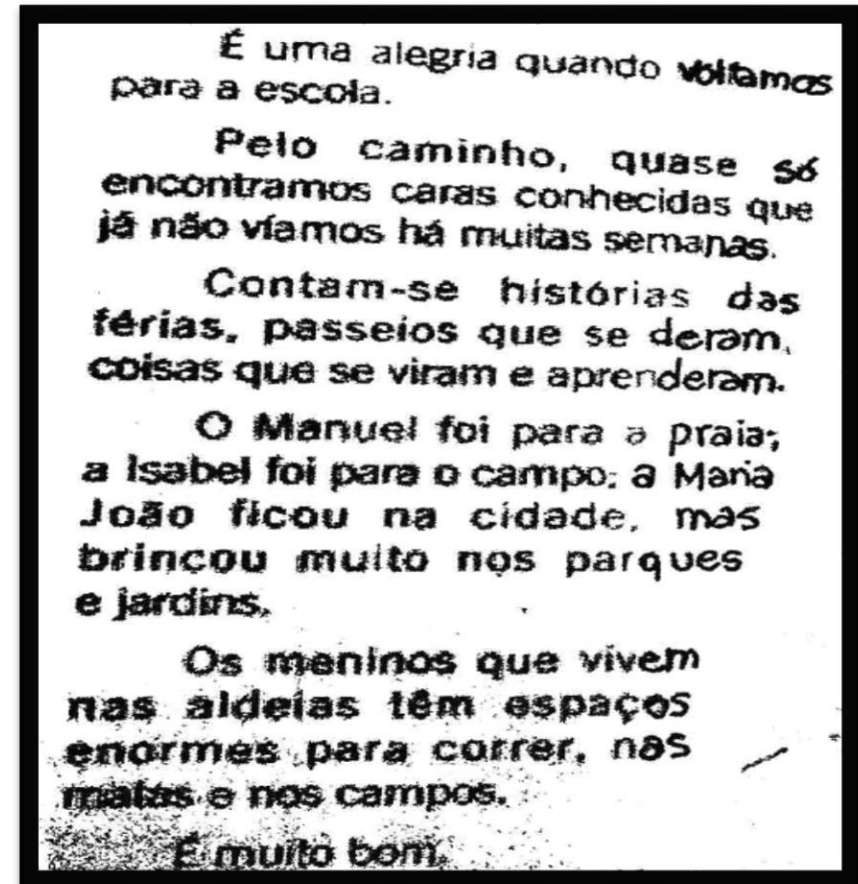 É uma alegria quando voltamos
para a escola.
Pelo caminho, quase só
encontramos caras conhecidas que
já não víamos há muitas semanas.
Contam-se histórias das
férias, passeios que se deram,
coisas que se viram e aprenderam.
O Manuel foi para a praia;
a Isabel foi para o campo; a Maria
João ficou na cidade, mas
brincou muito nos parques
e jardins.
Os meninos que vivem
nas aldeias têm espaços
enormes para correr, nas
matas e nos campos.
É muito bom.